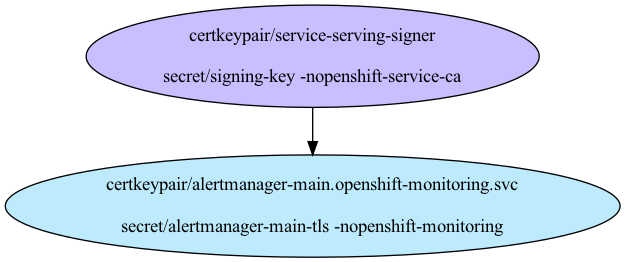 certkeypair/service-serving-signer
secret/signing-key -nopenshift-service-ca
certkeypair/alertmanager-main.openshift-monitoring.svc
secret/alertmanager-main-tls -nopenshift-monitoring